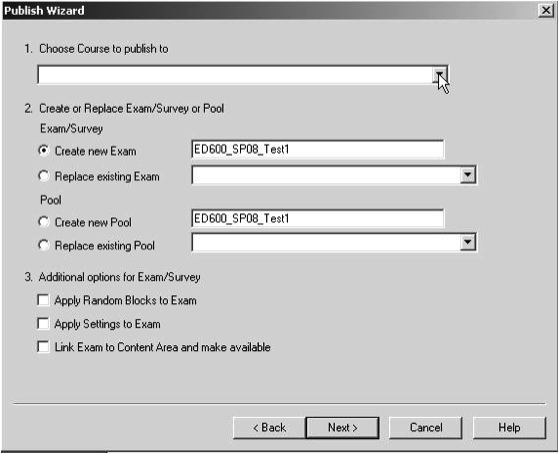 Publish Wizard
1. Choose Course to publish to
2. Create or Replace Exam/Survey or Pool
Exam/Survey
Create new Exam ED600_SP08_Test1
Replace existing Exam
Pool
Create new Pool ED600_SP08_Test1
Replace existing Pool
3. Additional options for Exam/Survey
Apply Random Blocks to Exam
Apply Settings to Exam
Link Exam to Content Area and make available
< Back Next > Cancel Help